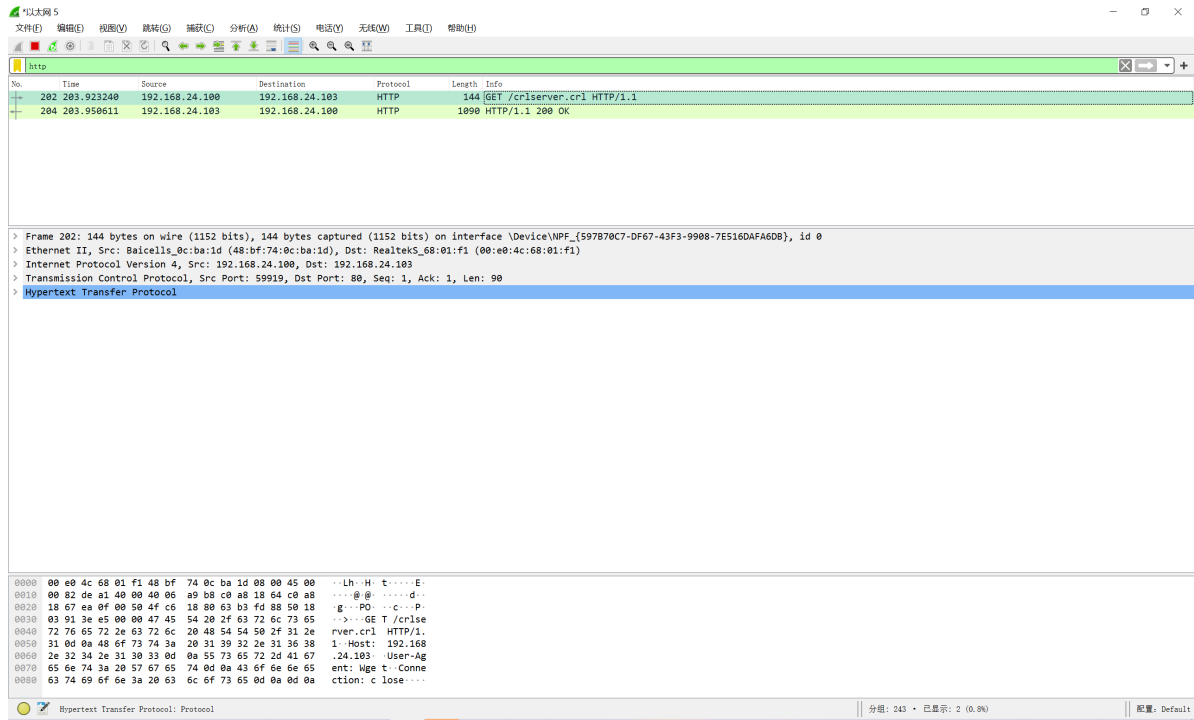 *以太网 5
文件(F) 编辑(E) 视图(V) 跳转(G) 捕获(C) 分析(A) 统计(S) 电话(Y) 无线(W) 工具(T) 帮助(H)
http
No. Time Source Destination Protocol Length Info
202 203.923240 192.168.24.100 192.168.24.103 HTTP 144 GET /crlserver.crl HTTP/1.1
204 203.950611 192.168.24.103 192.168.24.100 HTTP 1090 HTTP/1.1 200 OK
Frame 202: 144 bytes on wire (1152 bits), 144 bytes captured (1152 bits) on interface \Device\NPF_{597B70C7-DF67-43F3-9908-7E516DAFA6DB}, id 0
Ethernet II, Src: Baicells_0c:ba:1d (48:bf:74:0c:ba:1d), Dst: RealtekS_68:01:f1 (00:e0:4c:68:01:f1)
Internet Protocol Version 4, Src: 192.168.24.100, Dst: 192.168.24.103
Transmission Control Protocol, Src Port: 59919, Dst Port: 80, Seq: 1, Ack: 1, Len: 90
Hypertext Transfer Protocol
0000 00 e0 4c 68 01 f1 48 bf 74 0c ba 1d 08 00 45 00 ··Lh··H· t·····E·
0010 00 82 de a1 40 00 40 06 a9 b8 c0 a8 18 64 c0 a8 ····@·@· ·····d··
0020 18 67 ea 0f 00 50 4f c6 18 80 63 b3 fd 88 50 18 ·g···PO· ··c···P·
0030 03 91 3e e5 00 00 47 45 54 20 2f 63 72 6c 73 65 ··>···GE T /crlse
0040 72 76 65 72 2e 63 72 6c 20 48 54 54 50 2f 31 2e rver.crl HTTP/1.
0050 31 0d 0a 48 6f 73 74 3a 20 31 39 32 2e 31 36 38 1··Host: 192.168
0060 2e 32 34 2e 31 30 33 0d 0a 55 73 65 72 2d 41 67 .24.103· ·User-Ag
0070 65 6e 74 3a 20 57 67 65 74 0d 0a 43 6f 6e 6e 65 ent: Wge t··Conne
0080 63 74 69 6f 6e 3a 20 63 6c 6f 73 65 0d 0a 0d 0a ction: c lose····
Hypertext Transfer Protocol: Protocol 分组: 243 · 已显示: 2 (0.8%) 配置: Default